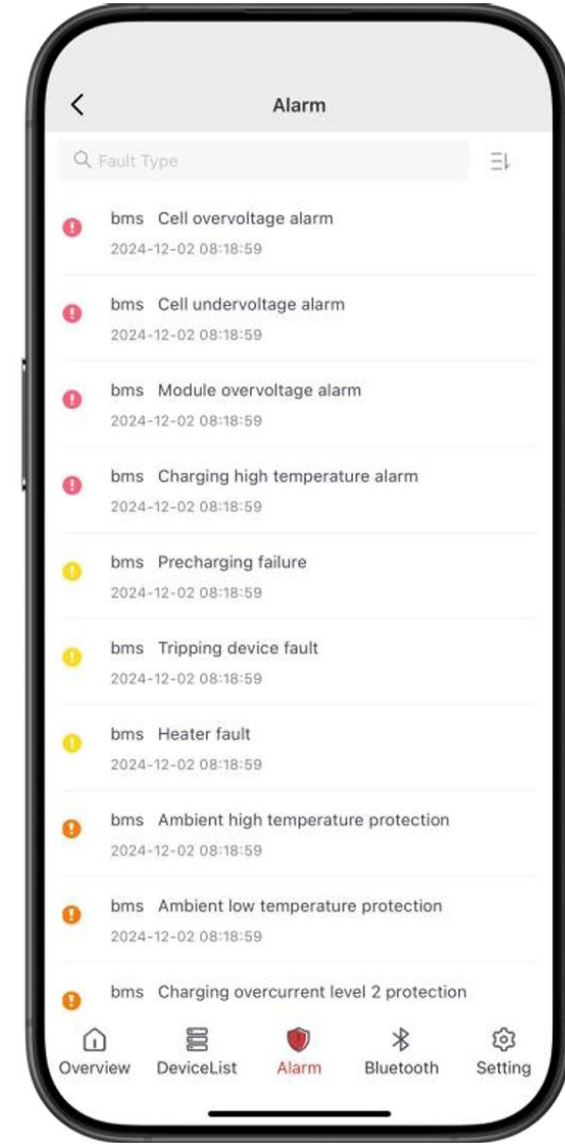 Alarm
Fault Type
bms Cell overvoltage alarm
2024-12-02 08:18:59
bms Cell undervoltage alarm
2024-12-02 08:18:59
bms Module overvoltage alarm
2024-12-02 08:18:59
bms Charging high temperature alarm
2024-12-02 08:18:59
bms Precharging failure
2024-12-02 08:18:59
bms Tripping device fault
2024-12-02 08:18:59
bms Heater fault
2024-12-02 08:18:59
bms Ambient high temperature protection
2024-12-02 08:18:59
bms Ambient low temperature protection
2024-12-02 08:18:59
bms Charging overcurrent level 2 protection
Overview DeviceList Alarm Bluetooth Setting